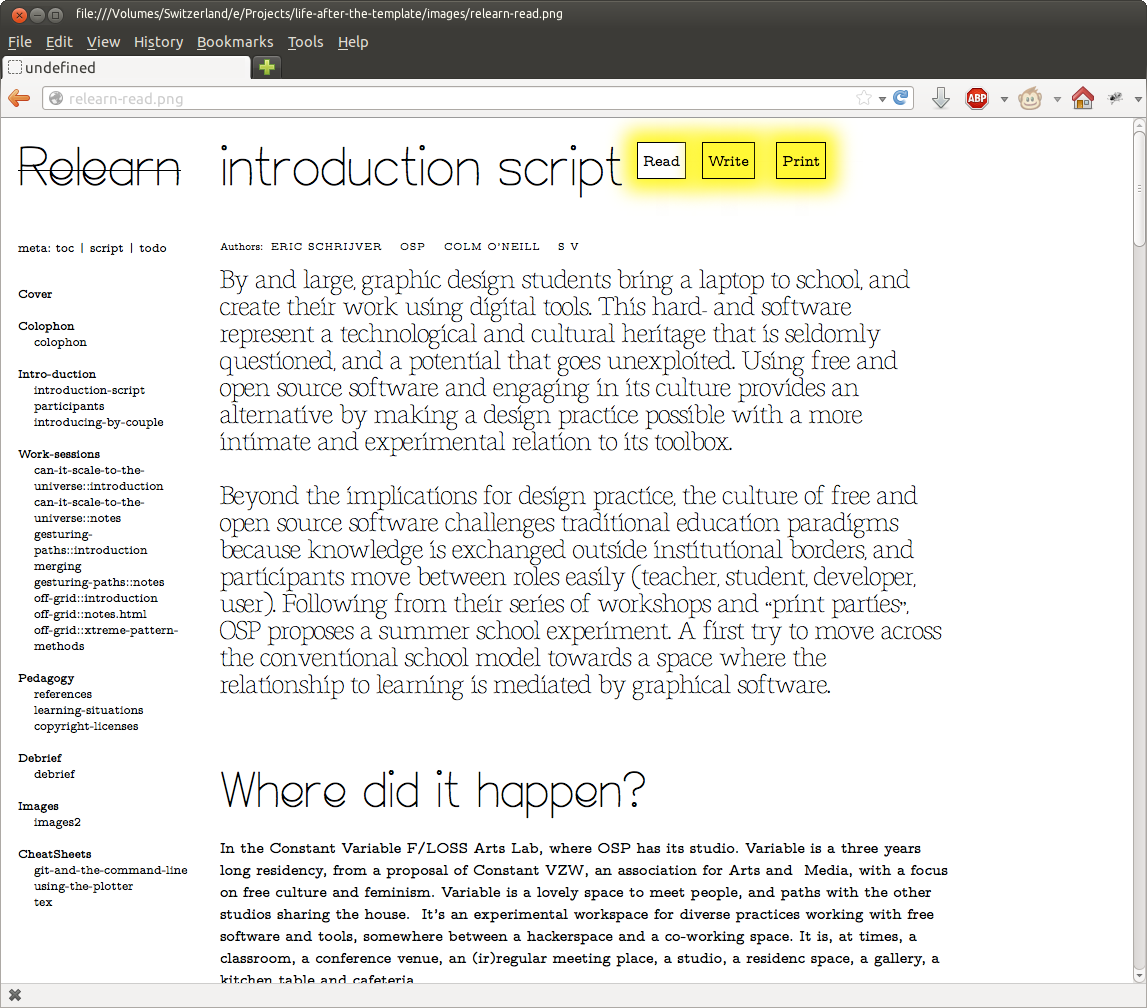 file:///Volumes/Switzerland/e/Projects/life-after-the-template/images/relearn-read.png
File Edit View History Bookmarks Tools Help
undefined
relearn-read.png
ABP
Relearn
introduction script
Read Write Print
meta: toc | script | todo
Cover
Colophon
colophon
Intro-duction
introduction-script
participants
introducing-by-couple
Work-sessions
can-it-scale-to-the-
universe::introduction
can-it-scale-to-the-
universe::notes
gesturing-
paths::introduction
merging
gesturing-paths::notes
off-grid::introduction
off-grid::notes.html
off-grid::xtreme-pattern-
methods
Pedagogy
references
learning-situations
copyright-licenses
Debrief
debrief
Images
images2
CheatSheets
git-and-the-command-line
using-the-plotter
tex
Authors: ERIC SCHRIJVER OSP COLM O'NEILL S V
By and large, graphic design students bring a laptop to school, and
create their work using digital tools. This hard- and software
represent a technological and cultural heritage that is seldomly
questioned, and a potential that goes unexploited. Using free and
open source software and engaging in its culture provides an
alternative by making a design practice possible with a more
intimate and experimental relation to its toolbox.
Beyond the implications for design practice, the culture of free and
open source software challenges traditional education paradigms
because knowledge is exchanged outside institutional borders, and
participants move between roles easily (teacher, student, developer,
user). Following from their series of workshops and “print parties”,
OSP proposes a summer school experiment. A first try to move across
the conventional school model towards a space where the
relationship to learning is mediated by graphical software.
Where did it happen?
In the Constant Variable F/LOSS Arts Lab, where OSP has its studio. Variable is a three years
long residency, from a proposal of Constant VZW, an association for Arts and Media, with a focus
on free culture and feminism. Variable is a lovely space to meet people, and paths with the other
studios sharing the house. It's an experimental workspace for diverse practices working with free
software and tools, somewhere between a hackerspace and a co-working space. It is, at times, a
classroom, a conference venue, an (ir)regular meeting place, a studio, a residenc space, a gallery, a
kitchen table and cafeteria